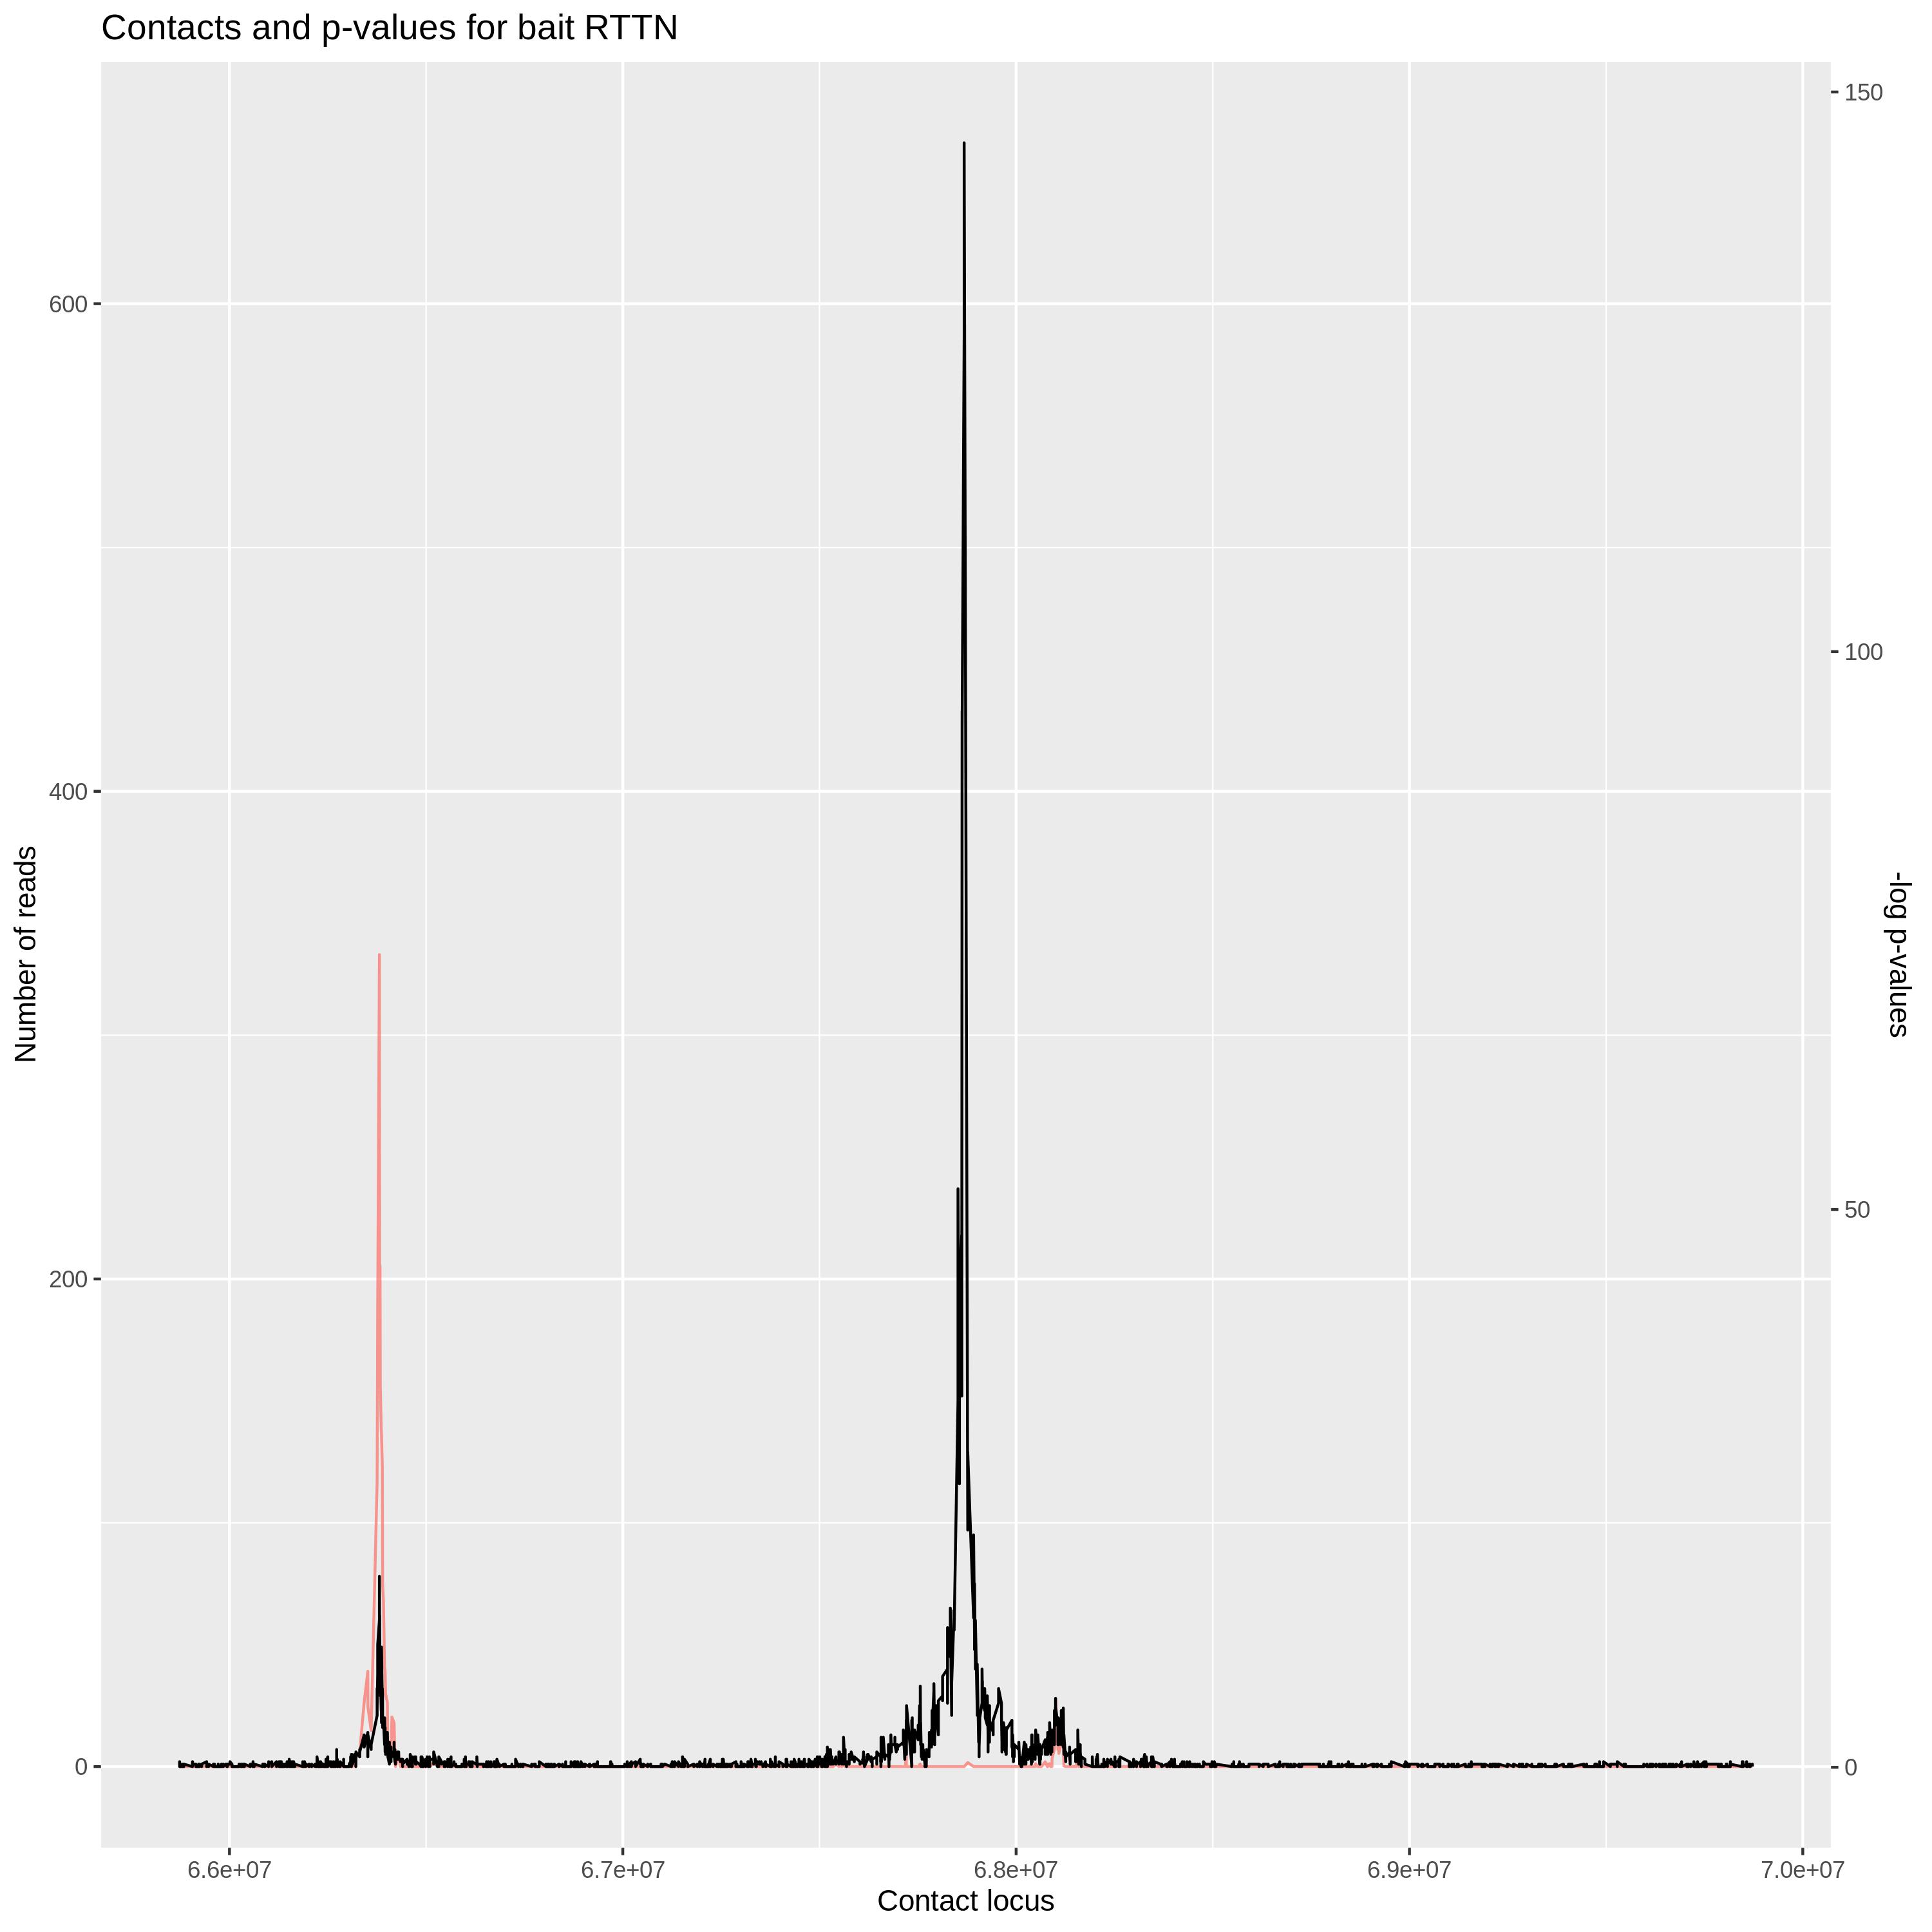 Contacts and p-values for bait RTTN
150
600
100
400
Number of reads
-log p-values
50
200
0
0
6.6e+07
6.7e+07
6.8e+07
6.9e+07
7.0e+07
Contact locus